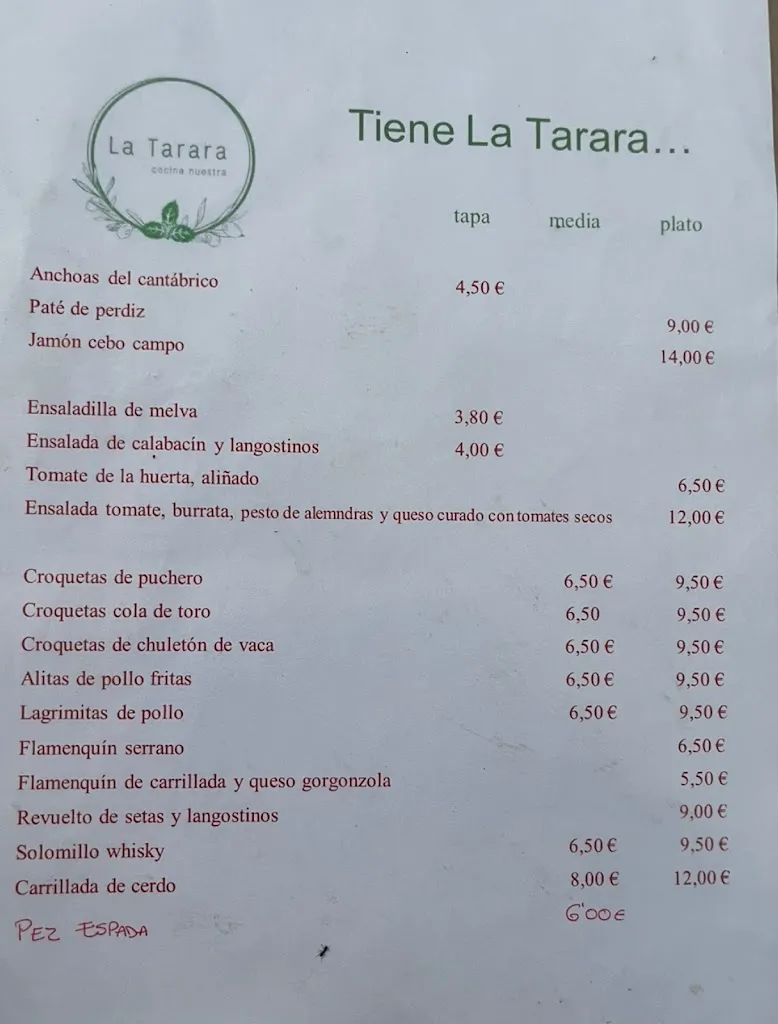 La Tarara
cocina nuestra
Tiene La Tarara...
tapa media plato
Anchoas del cantábrico 4,50 €
Paté de perdiz 9,00 €
Jamón cebo campo 14,00 €
Ensaladilla de melva 3,80 €
Ensalada de calabacín y langostinos 4,00 €
Tomate de la huerta, aliñado 6,50 €
Ensalada tomate, burrata, pesto de alemndras y queso curado con tomates secos 12,00 €
Croquetas de puchero 6,50 € 9,50 €
Croquetas cola de toro 6,50 9,50 €
Croquetas de chuletón de vaca 6,50 € 9,50 €
Alitas de pollo fritas 6,50 € 9,50 €
Lagrimitas de pollo 6,50 € 9,50 €
Flamenquín serrano 6,50 €
Flamenquín de carrillada y queso gorgonzola 5,50 €
Revuelto de setas y langostinos 9,00 €
Solomillo whisky 6,50 € 9,50 €
Carrillada de cerdo 8,00 € 12,00 €
PEZ ESPADA 6'00€